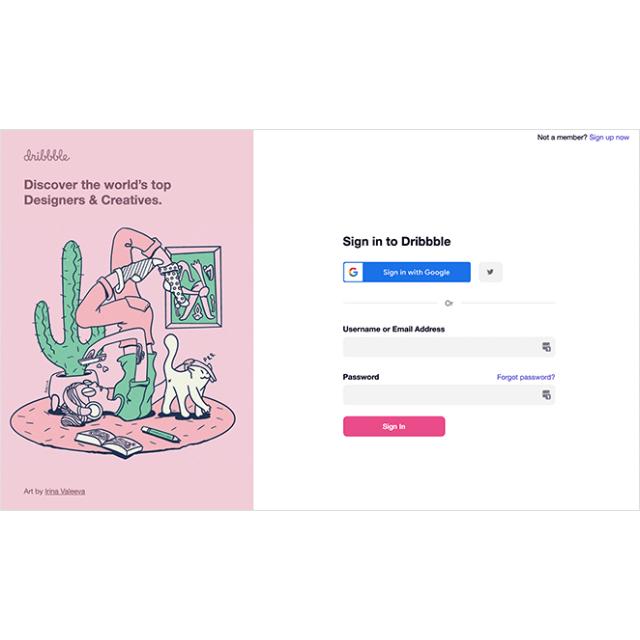 dribbble
Discover the world's top
Designers & Creatives.
Art by Irina Valeeva
Not a member? Sign up now
Sign in to Dribbble
Sign in with Google
Or
Username or Email Address
Password
Forgot password?
Sign In